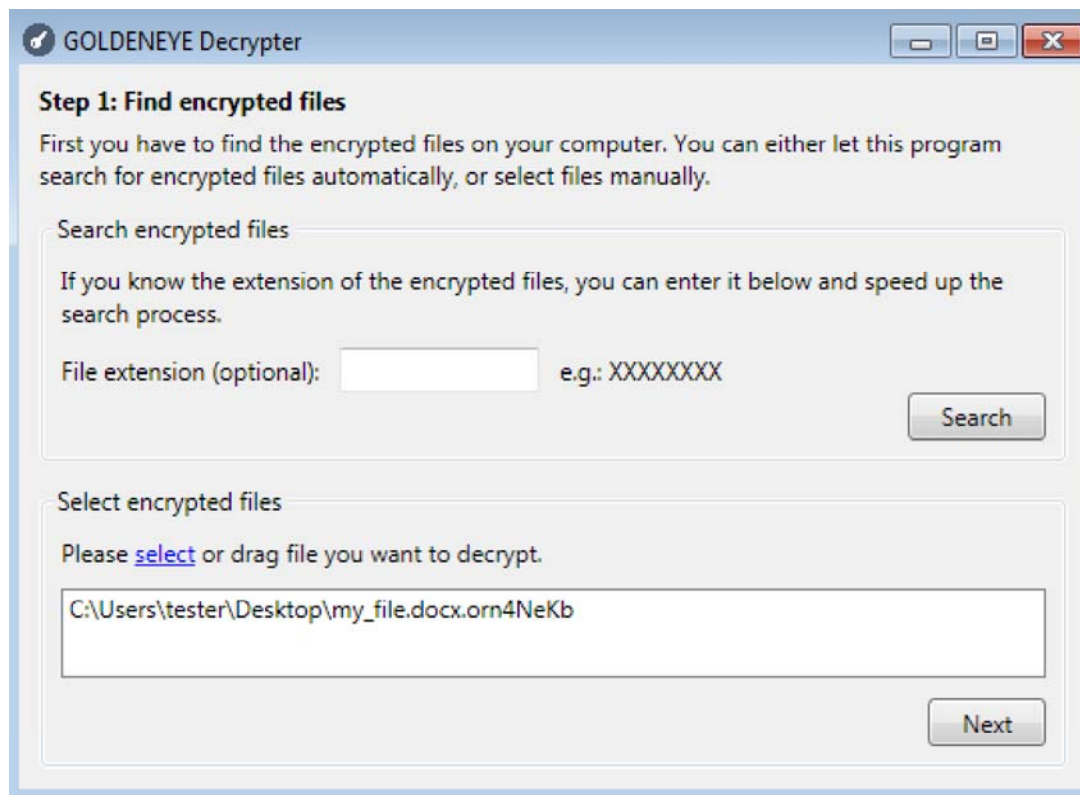 GOLDENEYE Decrypter
Step 1: Find encrypted files
First you have to find the encrypted files on your computer. You can either let this program
search for encrypted files automatically, or select files manually.
Search encrypted files
If you know the extension of the encrypted files, you can enter it below and speed up the
search process.
File extension (optional): e.g.: XXXXXXXX
Search
Select encrypted files
Please select or drag file you want to decrypt.
C:\Users\tester\Desktop\my_file.docx.orn4NeKb
Next